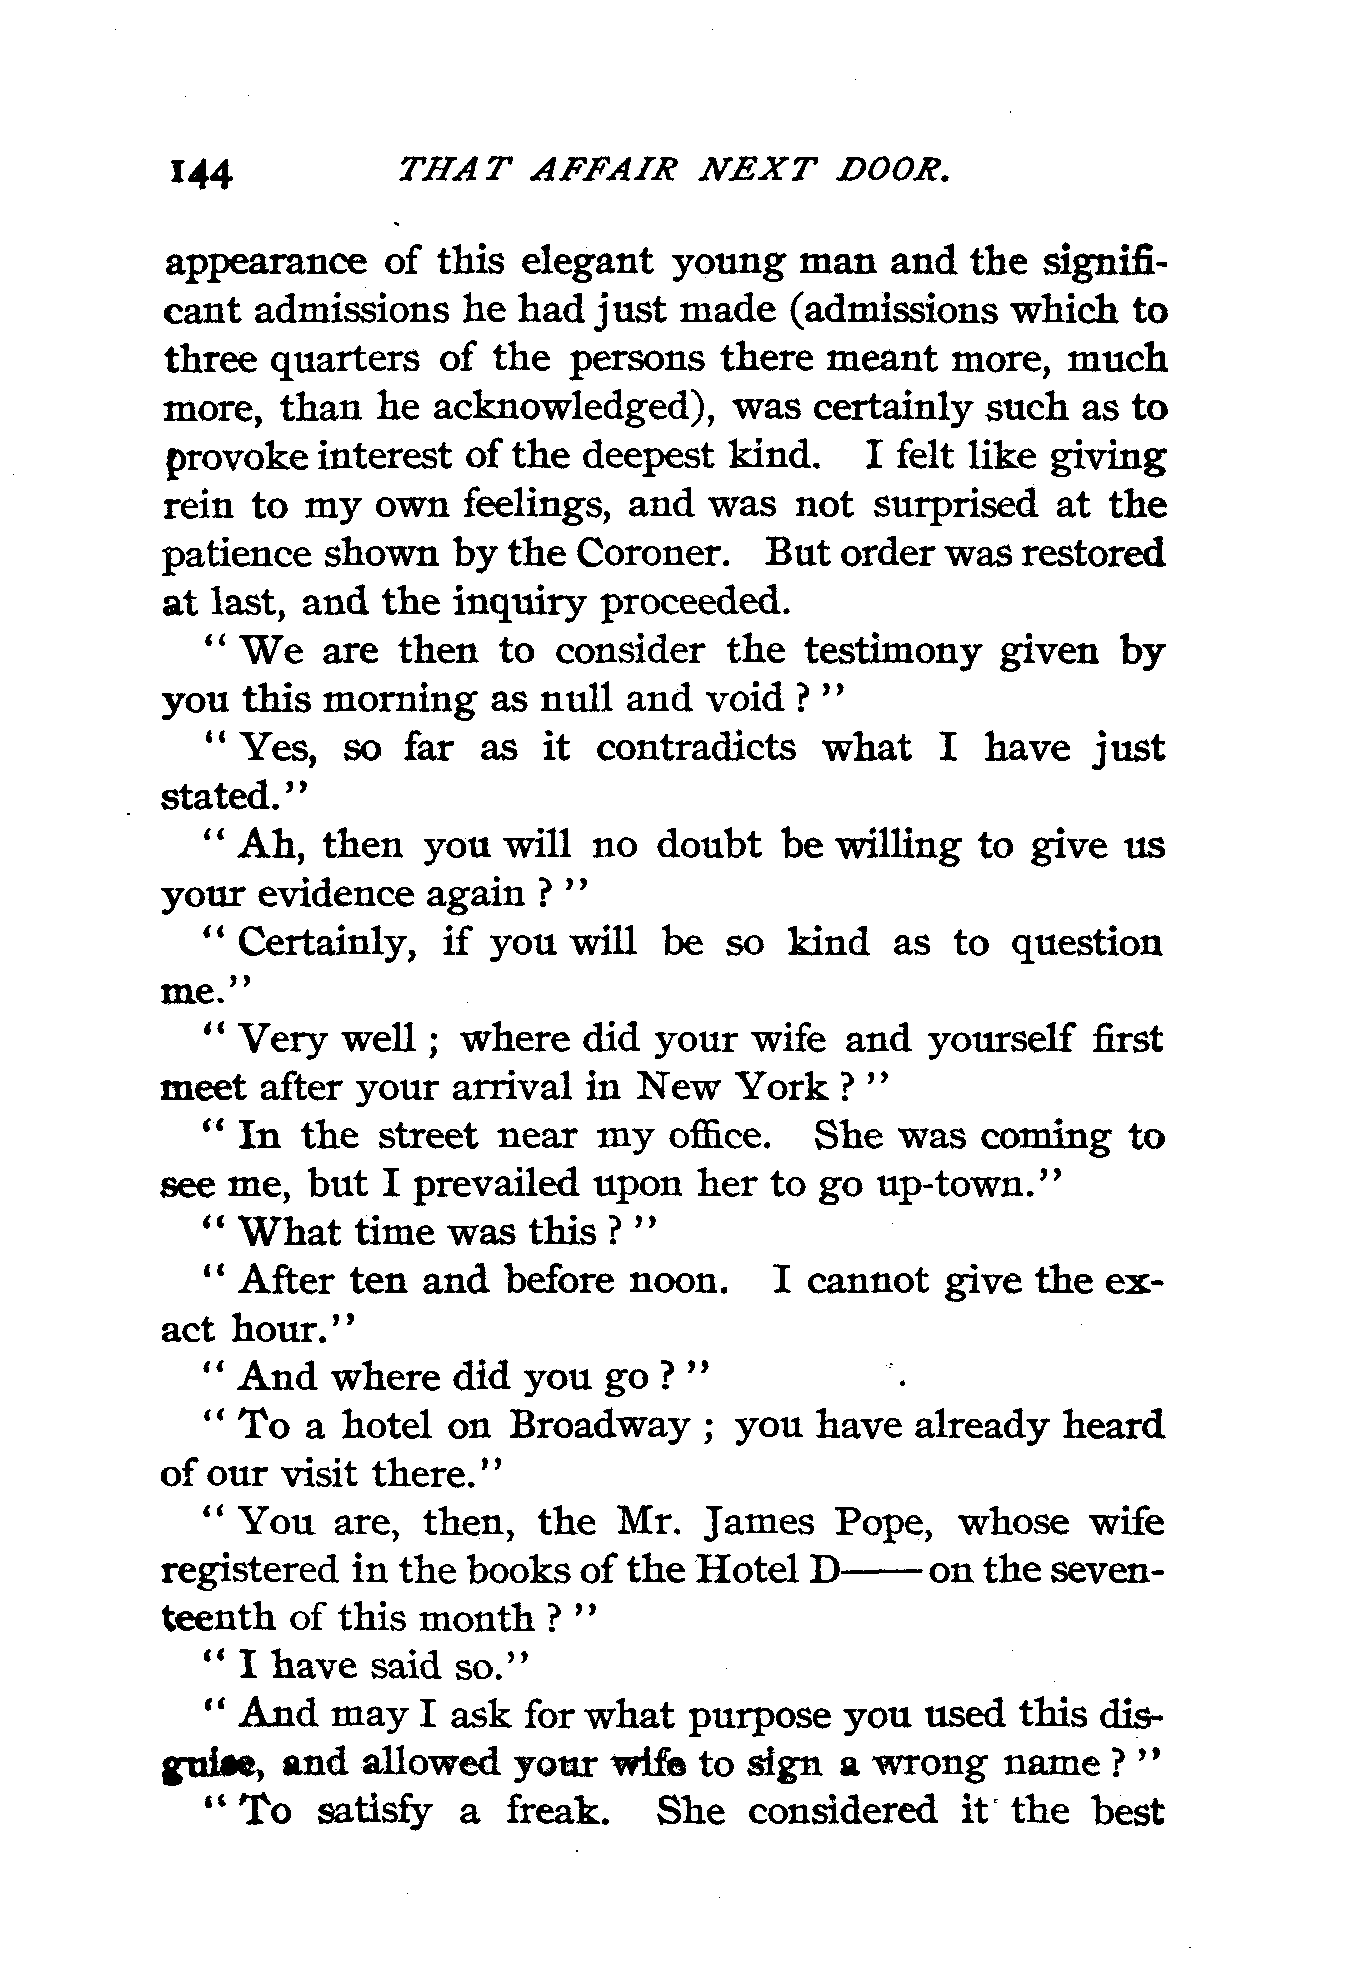 144 THAT AFFAIR NEXT DOOR.
appearance of this elegant young man and the signifi-
cant admissions he had just made (admissions which to
three quarters of the persons there meant more, much
more, than he acknowledged), was certainly such as to
provoke interest of the deepest kind. I felt like giving
rein to my own feelings, and was not surprised at the
patience shown by the Coroner. But order was restored
at last, and the inquiry proceeded.
" We are then to consider the testimony given by
you this morning as null and void ? "
" Yes, so far as it contradicts what I have just
stated."
" Ah, then you will no doubt be willing to give us
your evidence again ? "
" Certainly, if you will be so kind as to question
me."
" Very well ; where did your wife and yourself first
meet after your arrival in New York ? "
" In the street near my office. She was coming to
see me, but I prevailed upon her to go up-town."
" What time was this ? "
" After ten and before noon. I cannot give the ex-
act hour."
" And where did you go ? "
" To a hotel on Broadway ; you have already heard
of our visit there."
" You are, then, the Mr. James Pope, whose wife
registered in the books of the Hotel D—— on the seven-
teenth of this month ? "
" I have said so."
" And may I ask for what purpose you used this dis-
guise, and allowed your wife to sign a wrong name ? "
" To satisfy a freak. She considered it the best